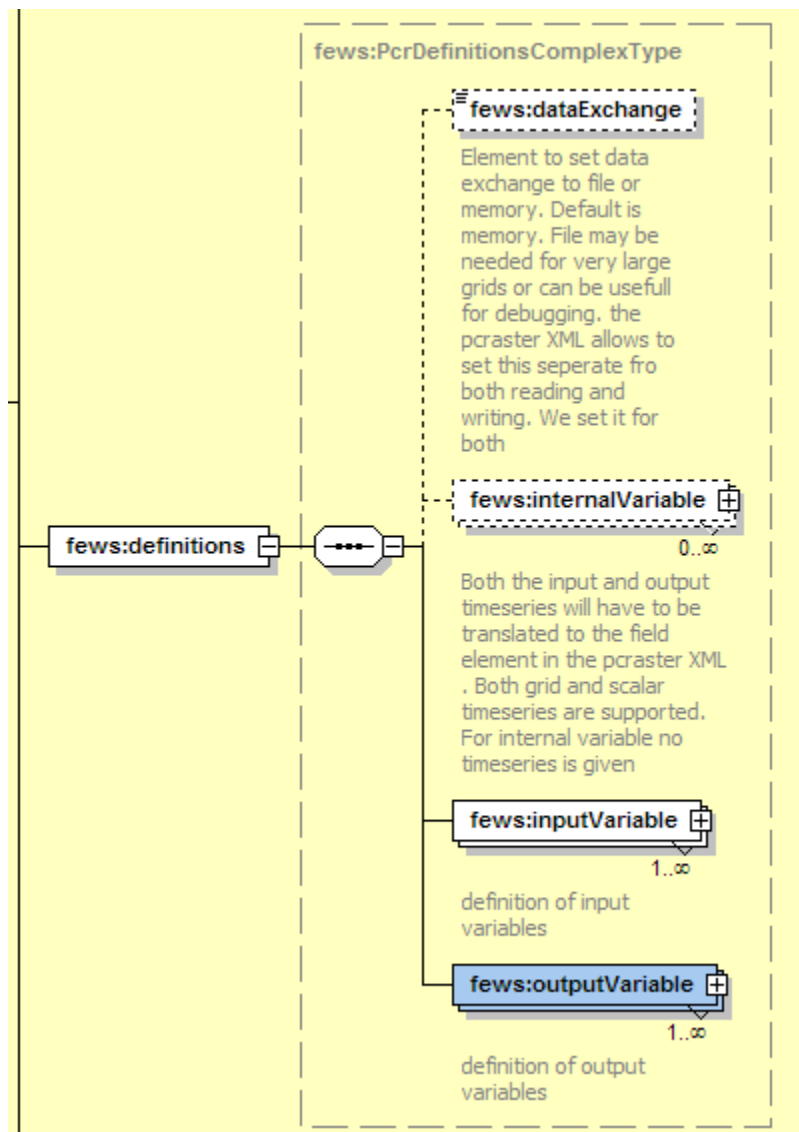 fews:PcrDefinitionsComplexType
fews:dataExchange
Element to set data
exchange to file or
memory. Default is
memory. File may be
needed for very large
grids or can be usefull
for debugging. the
pcraster XML allows to
set this seperate fro
both reading and
writing. We set it for
both
fews:internalVariable
0..∞
fews:definitions
Both the input and output
timeseries will have to be
translated to the field
element in the pcraster XML
. Both grid and scalar
timeseries are supported.
For internal variable no
timeseries is given
fews:inputVariable
1..∞
definition of input
variables
fews:outputVariable
1..∞
definition of output
variables